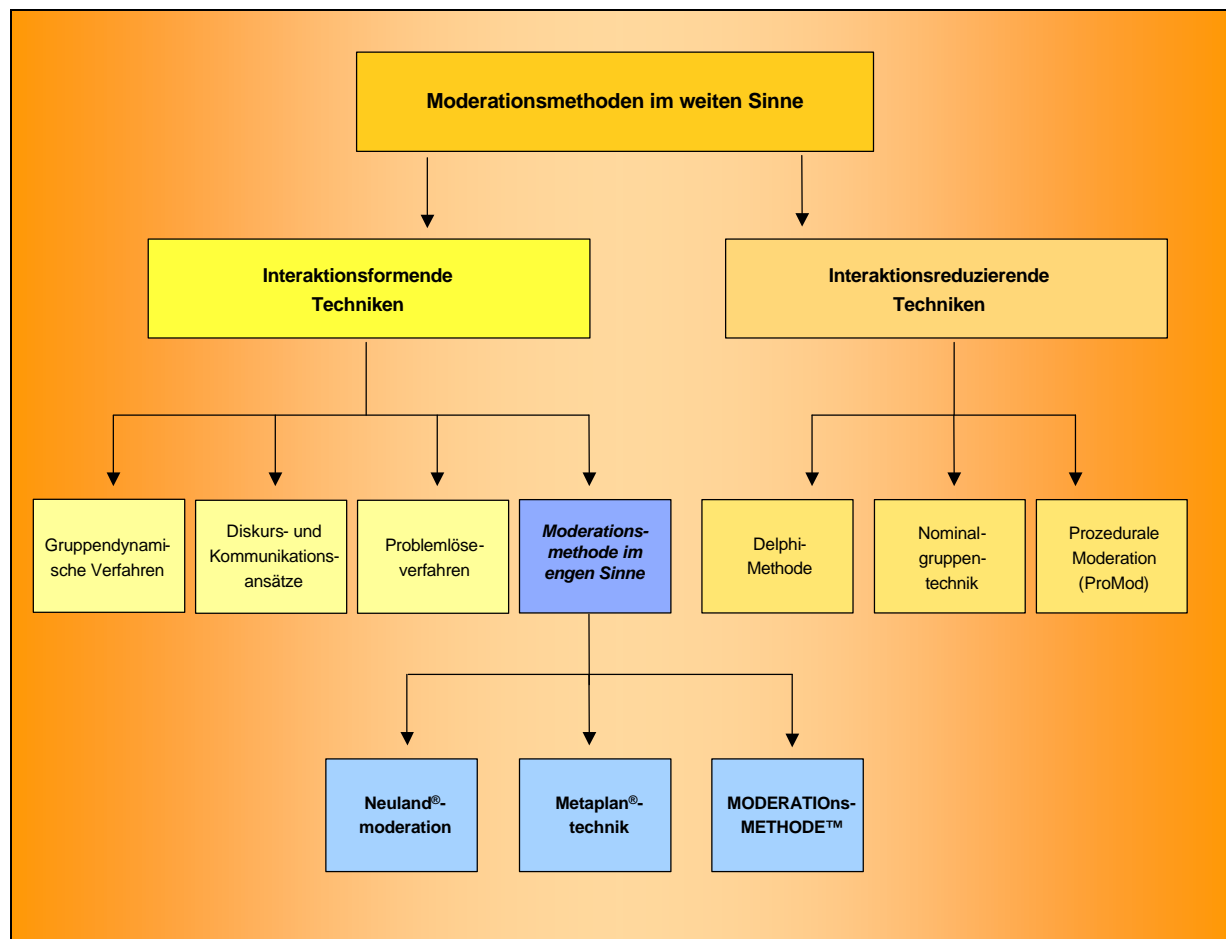 Moderationsmethoden im weiten Sinne
Interaktionsformende
Techniken
Interaktionsreduzierende
Techniken
Gruppendynami-
sche Verfahren
Diskurs- und
Kommunikations-
ansätze
Problemlöse-
verfahren
Moderations-
methode im
engen Sinne
Delphi-
Methode
Nominal-
gruppen-
technik
Prozedurale
Moderation
(ProMod)
Neuland®-
moderation
Metaplan®-
technik
MODERATIOns-
METHODE™